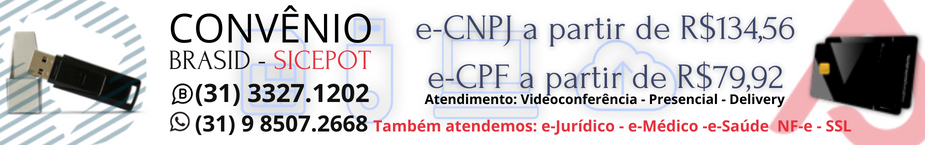 CONVÊNIO
BRASID - SICEPOT
(31) 3327.1202
(31) 9 8507.2668
e-CNPJ a partir de R$134,56
e-CPF a partir de R$79,92
Atendimento: Videoconferência - Presencial - Delivery
Também atendemos: e-Jurídico - e-Médico -e-Saúde NF-e - SSL